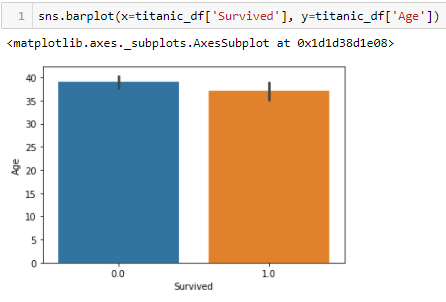 1 sns.barplot(x=titanic_df['Survived'], y=titanic_df['Age'])
<matplotlib.axes._subplots.AxesSubplot at 0x1d1d38d1e08>
40
35
30
25
20
15
10
5
0
Age
0.0 1.0
Survived